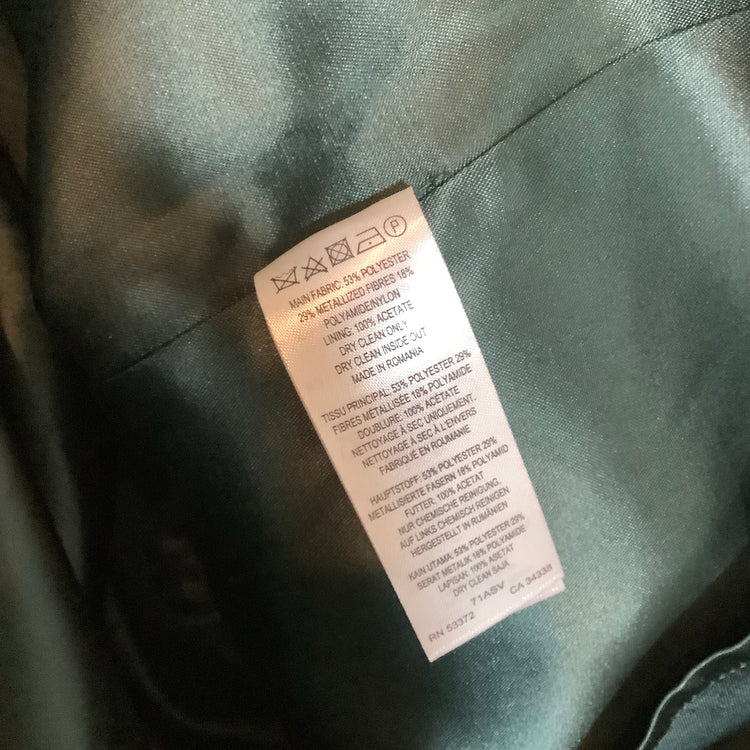 P
MAIN FABRIC: 53% POLYESTER
29% METALLIZED FIBRES 18%
POLYAMIDE/NYLON
LINING: 100% ACETATE
DRY CLEAN ONLY
DRY CLEAN INSIDE OUT
MADE IN ROMANIA
TISSU PRINCIPAL: 53% POLYESTER 29%
FIBRES MÉTALLISÉE 18% POLYAMIDE
DOUBLURE: 100% ACÉTATE
NETTOYAGE À SEC UNIQUEMENT.
NETTOYAGE À SEC À L'ENVERS
FABRIQUÉ EN ROUMANIE
HAUPTSTOFF: 53% POLYESTER 29%
METALLISIERTE FASERN 18% POLYAMID
FUTTER: 100% ACETAT
NUR CHEMISCHE REINIGUNG.
AUF LINKS CHEMISCH REINIGEN
HERGESTELLT IN RUMÄNIEN
KAIN UTAMA: 53% POLYESTER 29%
SERAT METALIK 18% POLYAMIDE
LAPISAN: 100% ASETAT
DRY CLEAN SAJA
71ASV
RN 53372 CA 34338